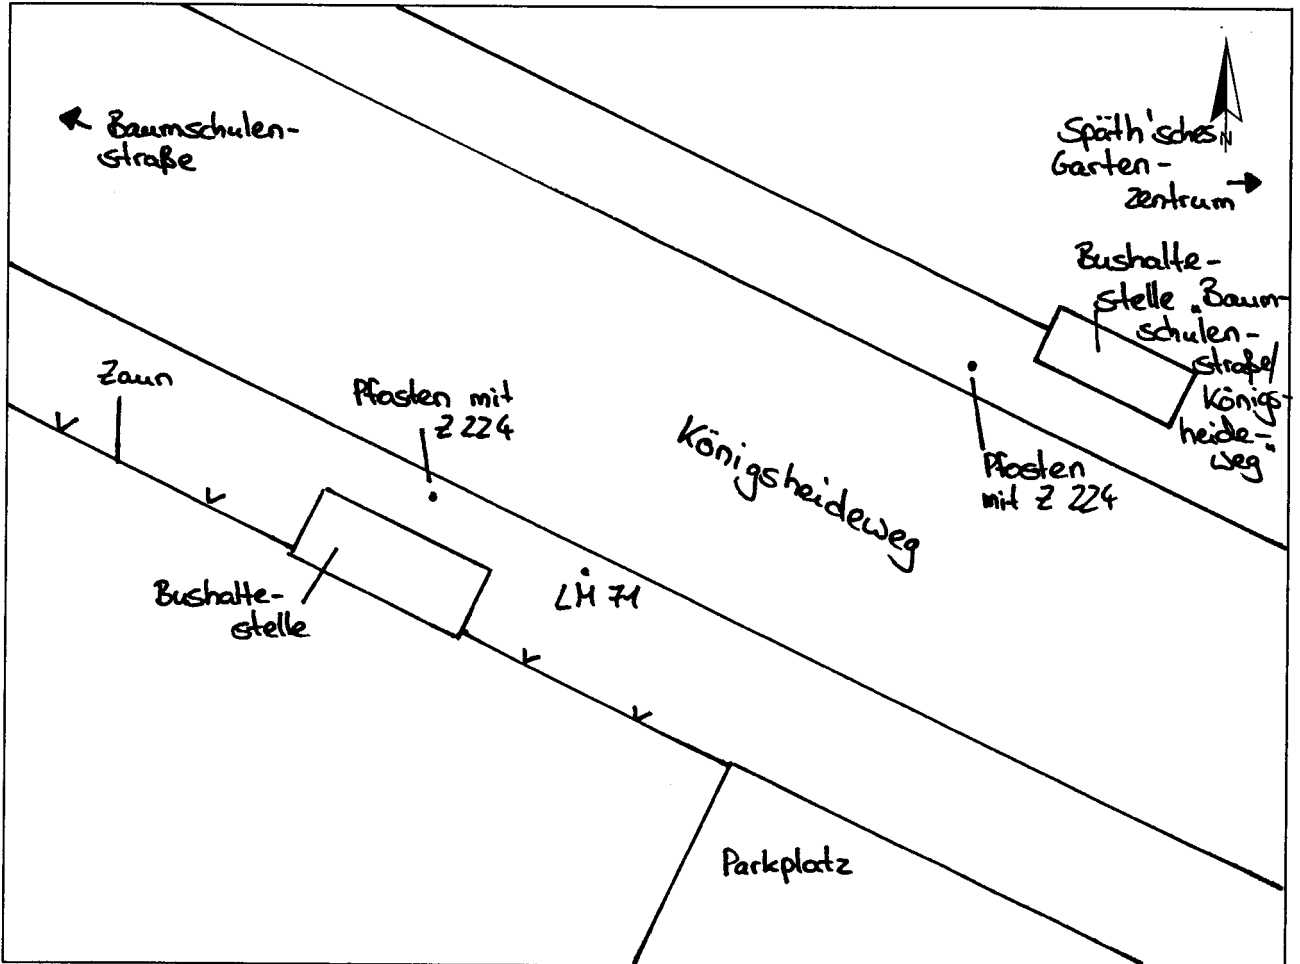 Baumschulen-
straße
Späth'sches
N
Garten-
zentrum
Bushalte-
stelle „Baum-
schulen-
straße/
Königs-
heide-
weg"
Zaun
Pfosten mit
Z 224
Königsheideweg
Pfosten
mit Z 224
Bushalte-
stelle
LM 71
Parkplatz